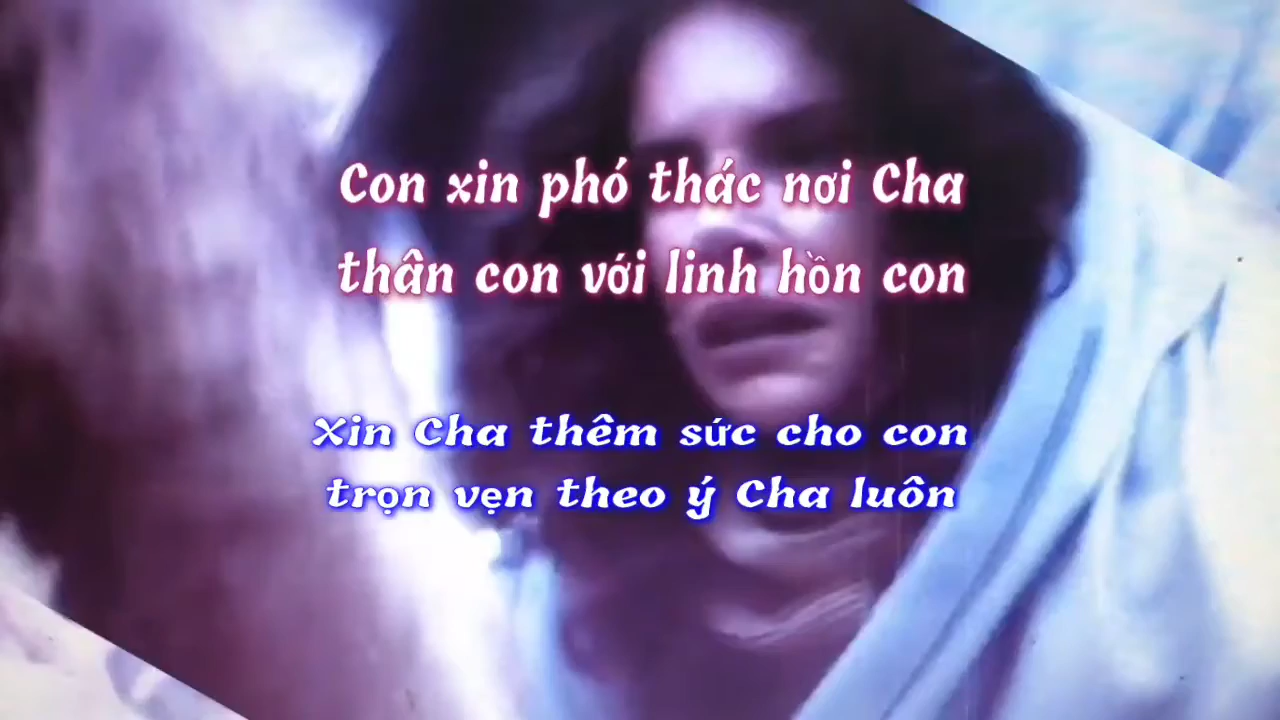 Con xin phó thác nơi Cha
thân con với linh hồn con
Xin Cha thêm sức cho con
trọn vẹn theo ý Cha luôn